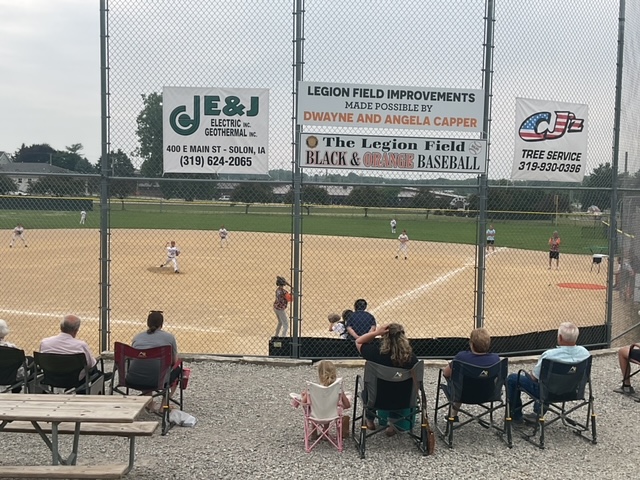 E&J
ELECTRIC INC.
GEOTHERMAL INC.
400 E MAIN ST - SOLON, IA
(319) 624-2065
LEGION FIELD IMPROVEMENTS
MADE POSSIBLE BY
DWAYNE AND ANGELA CAPPER
The Legion Field
BLACK & ORANGE BASEBALL
CJ'z
TREE SERVICE
319-930-0396